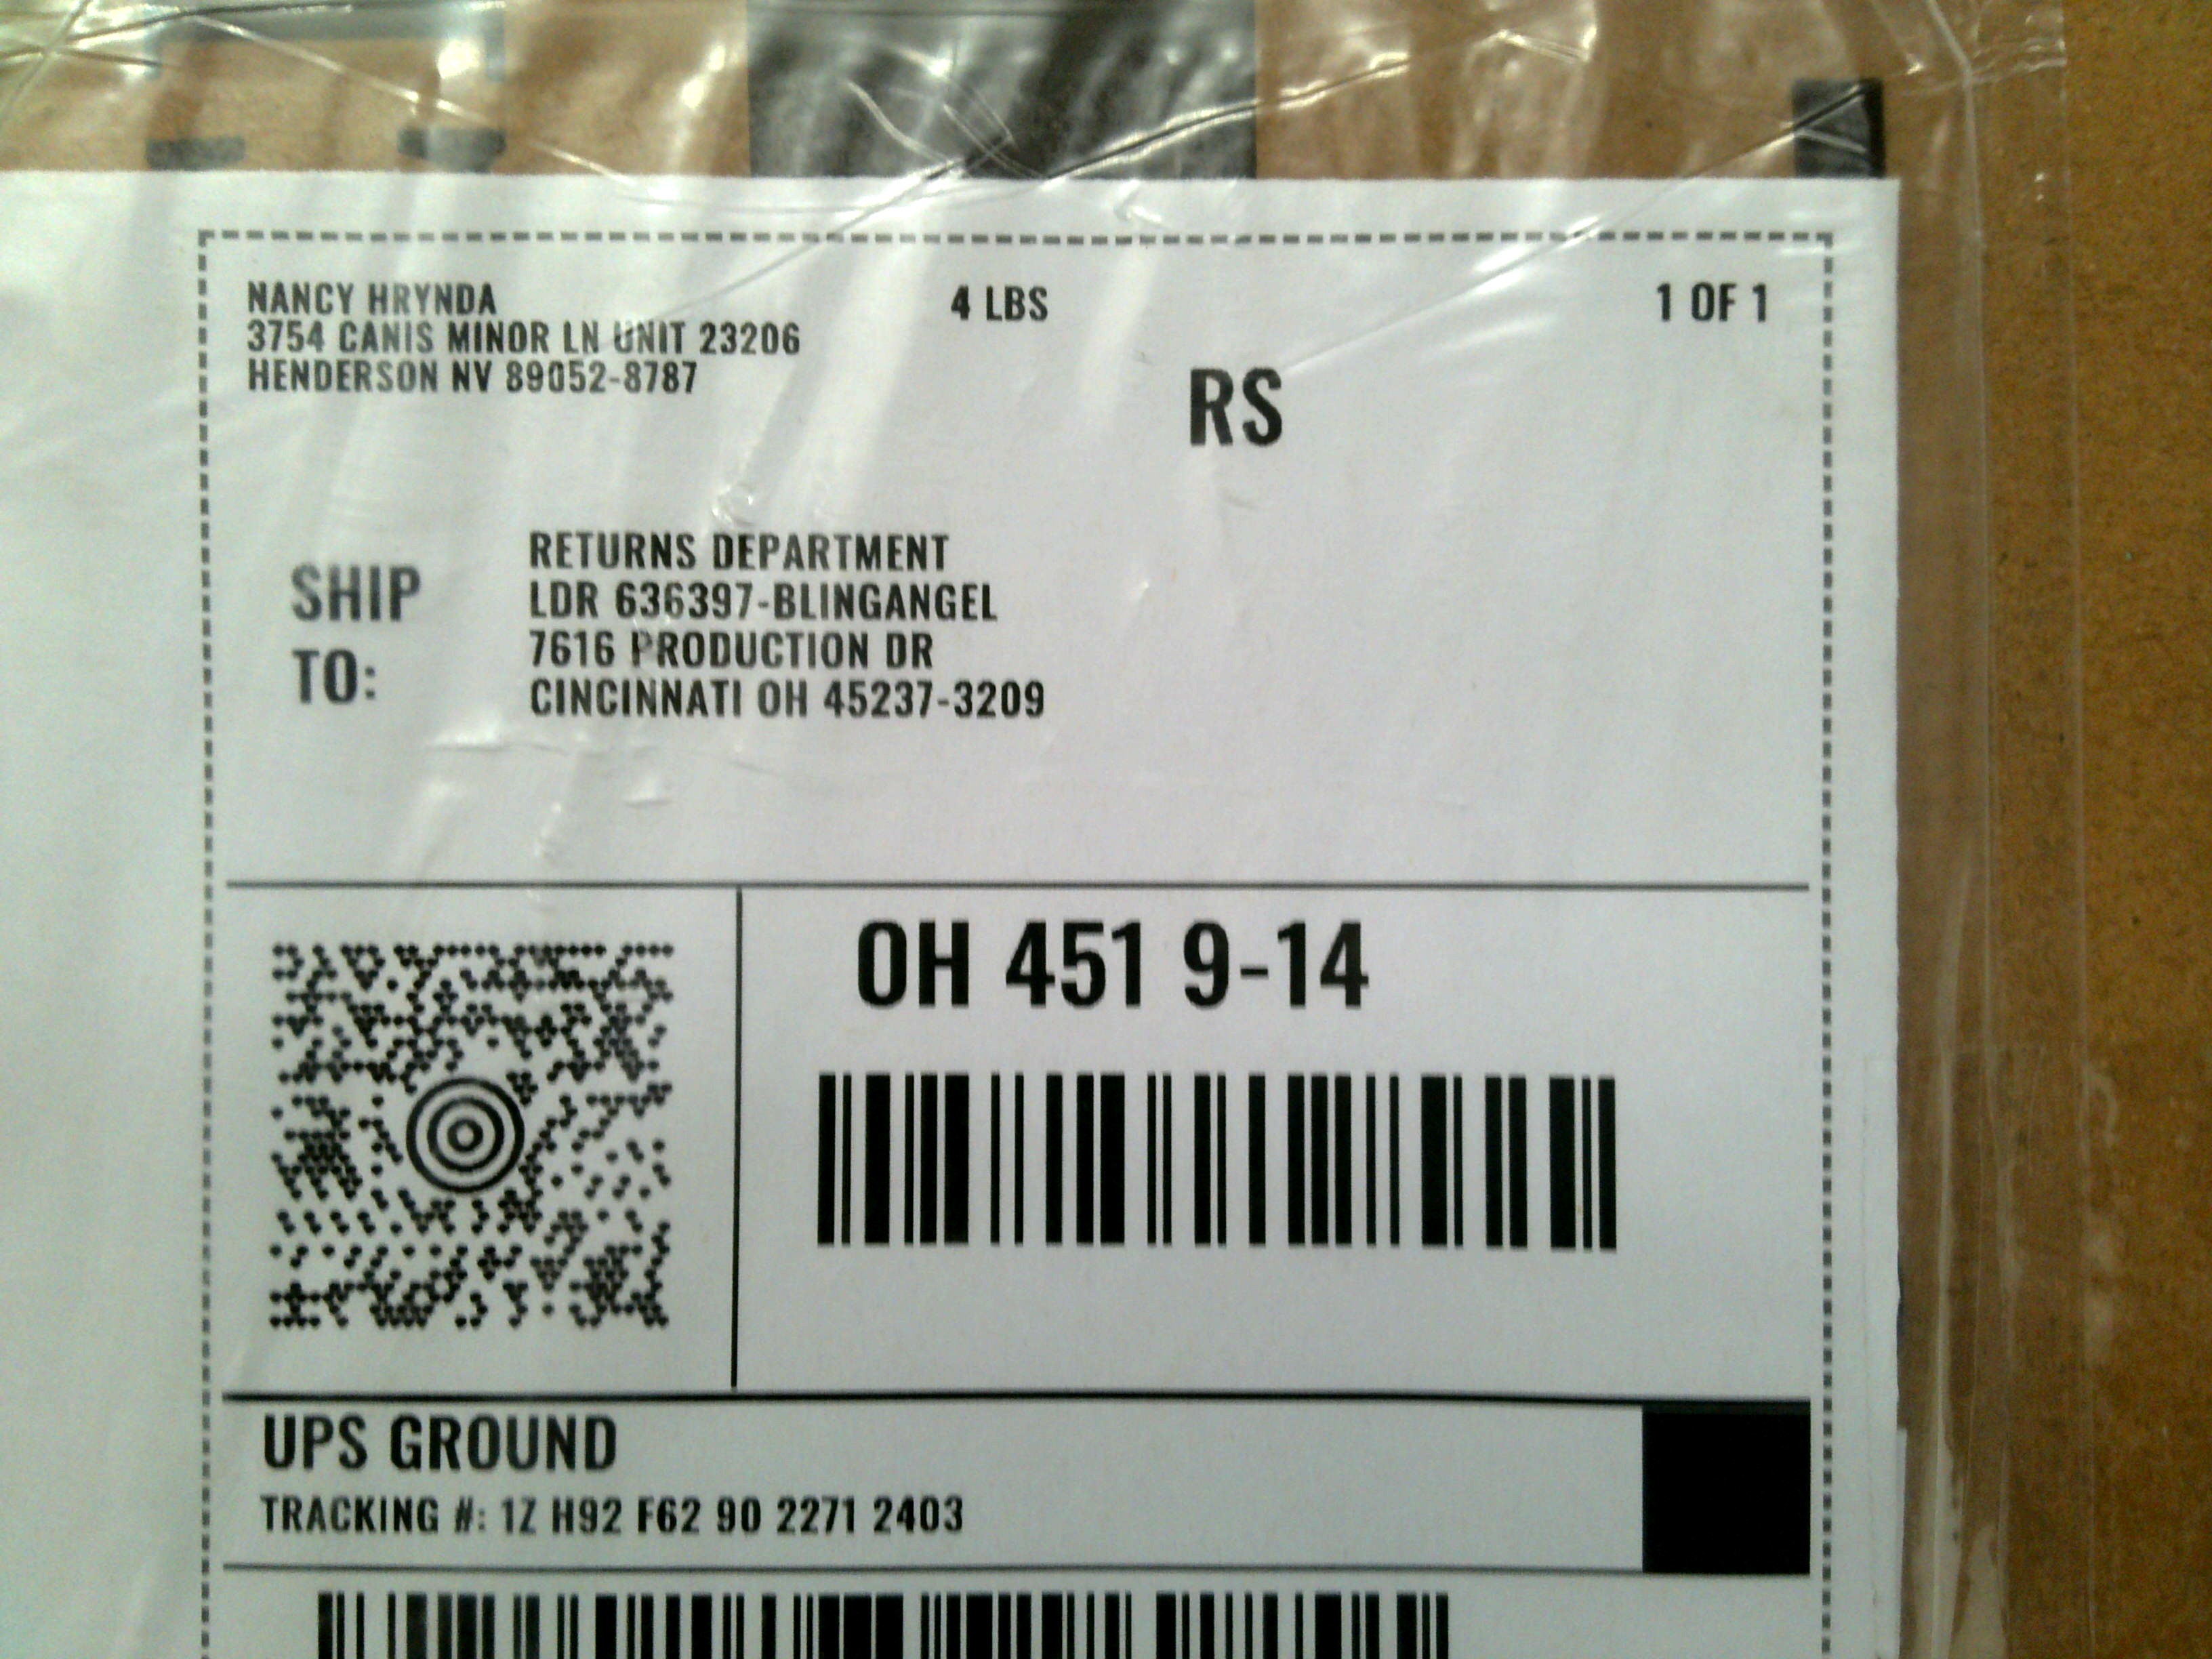 NANCY HRYNDA
3754 CANIS MINOR LN UNIT 23206
HENDERSON NV 89052-8787
4 LBS
1 OF 1
RS
SHIP TO:
RETURNS DEPARTMENT
LDR 636397-BLINGANGEL
7616 PRODUCTION DR
CINCINNATI OH 45237-3209
OH 451 9-14
UPS GROUND
TRACKING #: 1Z H92 F62 90 2271 2403